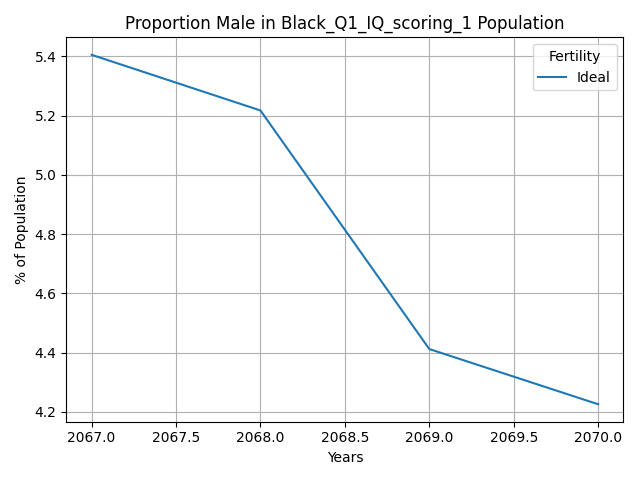 Proportion Male in Black_Q1_IQ_scoring_1 Population
Fertility
Ideal
% of Population
5.4
5.2
5.0
4.8
4.6
4.4
4.2
2067.0 2067.5 2068.0 2068.5 2069.0 2069.5 2070.0
Years